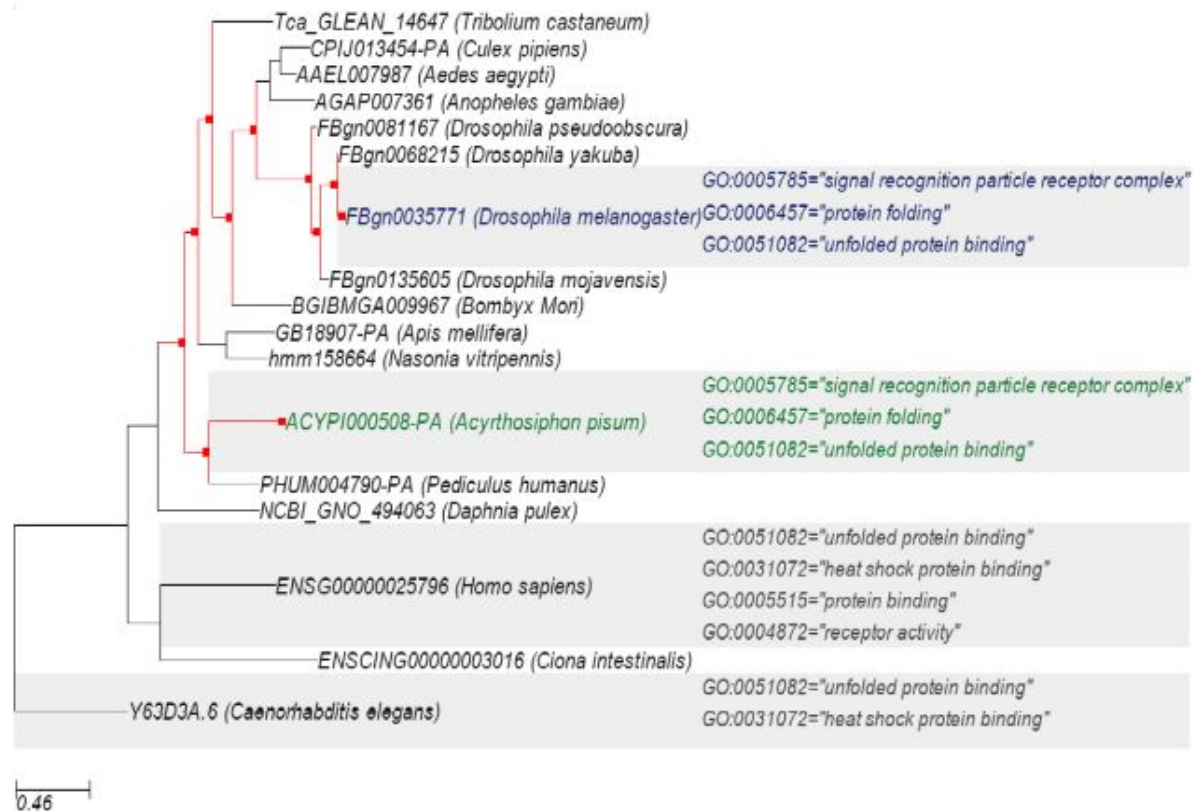 Tca_GLEAN_14647 (Tribolium castaneum)
CPIJ013454-PA (Culex pipiens)
AAEL007987 (Aedes aegypti)
AGAP007361 (Anopheles gambiae)
FBgn0081167 (Drosophila pseudoobscura)
FBgn0068215 (Drosophila yakuba)
GO:0005785="signal recognition particle receptor complex"
FBgn0035771 (Drosophila melanogaster) GO:0006457="protein folding"
GO:0051082="unfolded protein binding"
FBgn0135605 (Drosophila mojavensis)
BGIBMGA009967 (Bombyx Mori)
GB18907-PA (Apis mellifera)
hmm158664 (Nasonia vitripennis)
GO:0005785="signal recognition particle receptor complex"
ACYPI000508-PA (Acyrthosiphon pisum) GO:0006457="protein folding"
GO:0051082="unfolded protein binding"
PHUM004790-PA (Pediculus humanus)
NCBI_GNO_494063 (Daphnia pulex)
GO:0051082="unfolded protein binding"
GO:0031072="heat shock protein binding"
ENSG00000025796 (Homo sapiens)
GO:0005515="protein binding"
GO:0004872="receptor activity"
ENSCING00000003016 (Ciona intestinalis)
GO:0051082="unfolded protein binding"
Y63D3A.6 (Caenorhabditis elegans)
GO:0031072="heat shock protein binding"
0.46